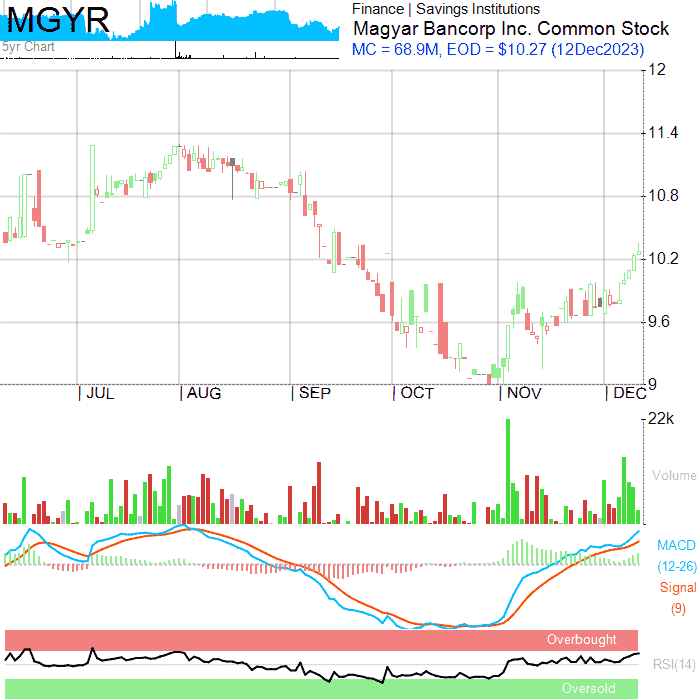 MGYR
5yr Chart
Finance | Savings Institutions
Magyar Bancorp Inc. Common Stock
MC = 68.9M, EOD = $10.27 (12Dec2023)
12
11.4
10.8
10.2
9.6
9
| JUL | AUG | SEP | OCT | NOV | DEC
22k
Volume
MACD
(12-26)
Signal
(9)
Overbought
RSI(14)
Oversold